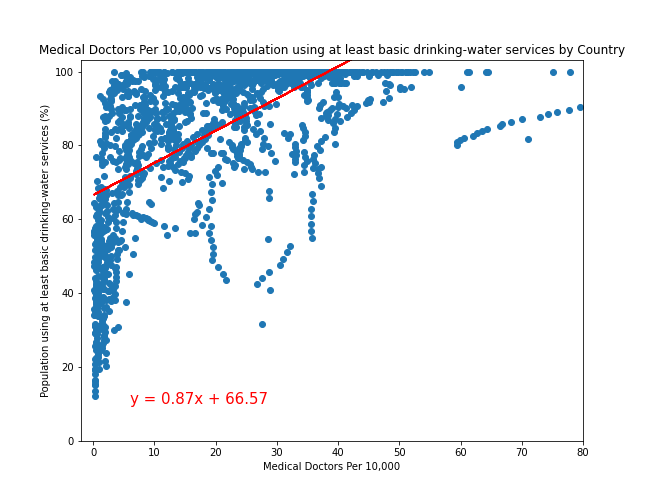 Medical Doctors Per 10,000 vs Population using at least basic drinking-water services by Country
Population using at least basic drinking-water services (%)
100
80
60
40
20
0
y = 0.87x + 66.57
0 10 20 30 40 50 60 70 80
Medical Doctors Per 10,000